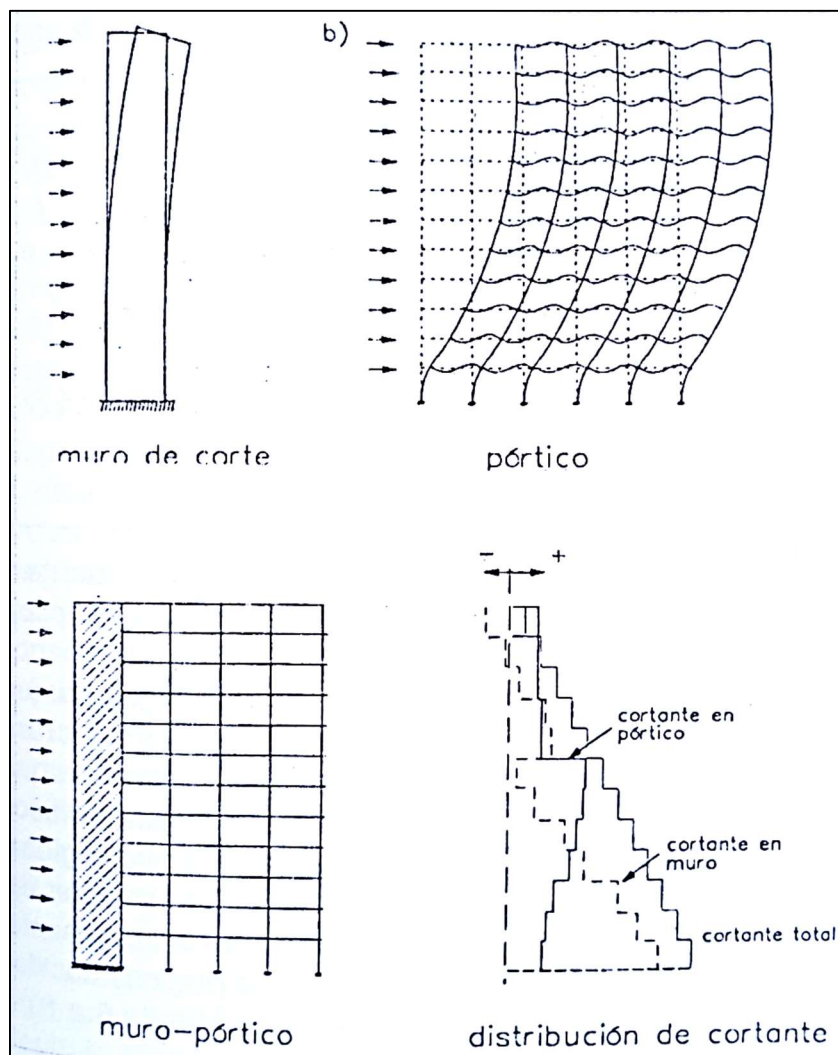 b)
muro de corte
pórtico
- +
cortante en
pórtico
cortante en
muro
cortante total
muro-pórtico
distribución de cortante